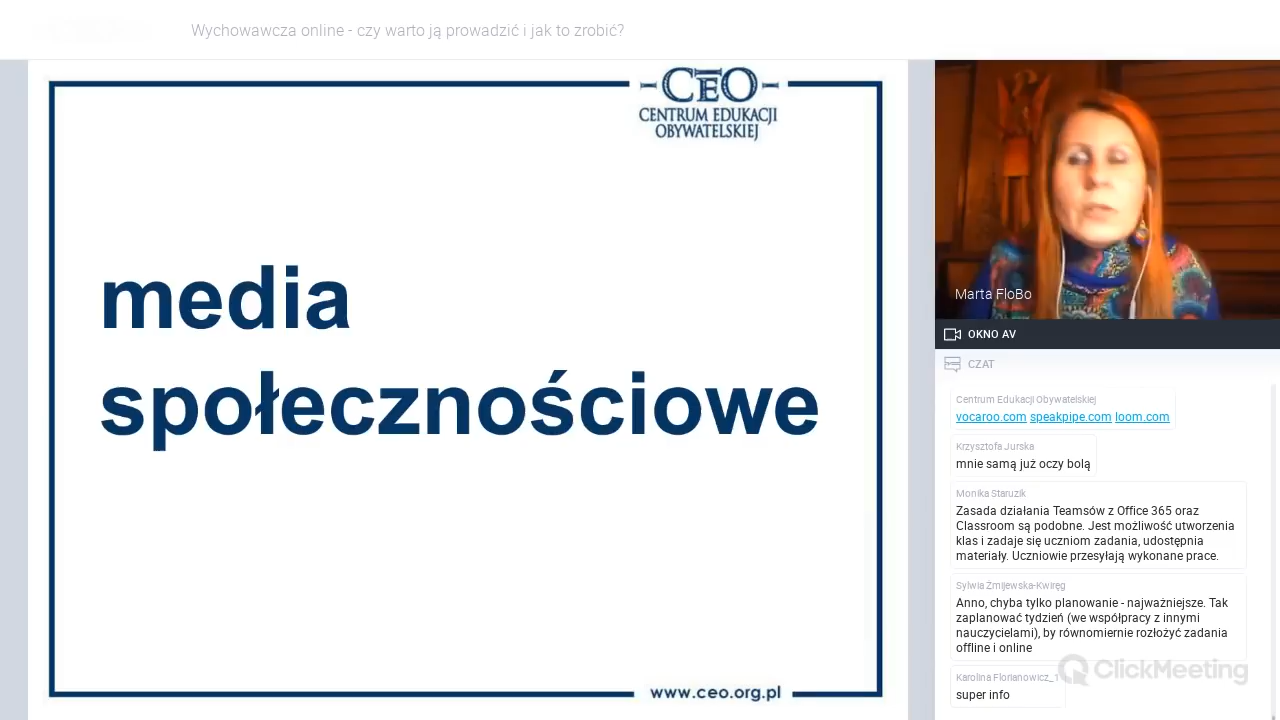 Wychowawcza online - czy warto ją prowadzić i jak to zrobić?
CEO
CENTRUM EDUKACJI
OBYWATELSKIEJ
media
społecznościowe
www.ceo.org.pl
Marta FloBo
OKNO AV
CZAT
Centrum Edukacji Obywatelskiej
vocaroo.com speakpipe.com loom.com
Krzysztofa Jurska
mnie samą już oczy bolą
Monika Staruzik
Zasada działania Teamsów z Office 365 oraz
Classroom są podobne. Jest możliwość utworzenia
klas i zadaje się uczniom zadania, udostępnia
materiały. Uczniowie przesyłają wykonane prace.
Sylwia Żmijewska-Kwiręg
Anno, chyba tylko planowanie - najważniejsze. Tak
zaplanować tydzień (we współpracy z innymi
nauczycielami), by równomiernie rozłożyć zadania
offline i online
Karolina Florianowicz_1
super info
ClickMeeting